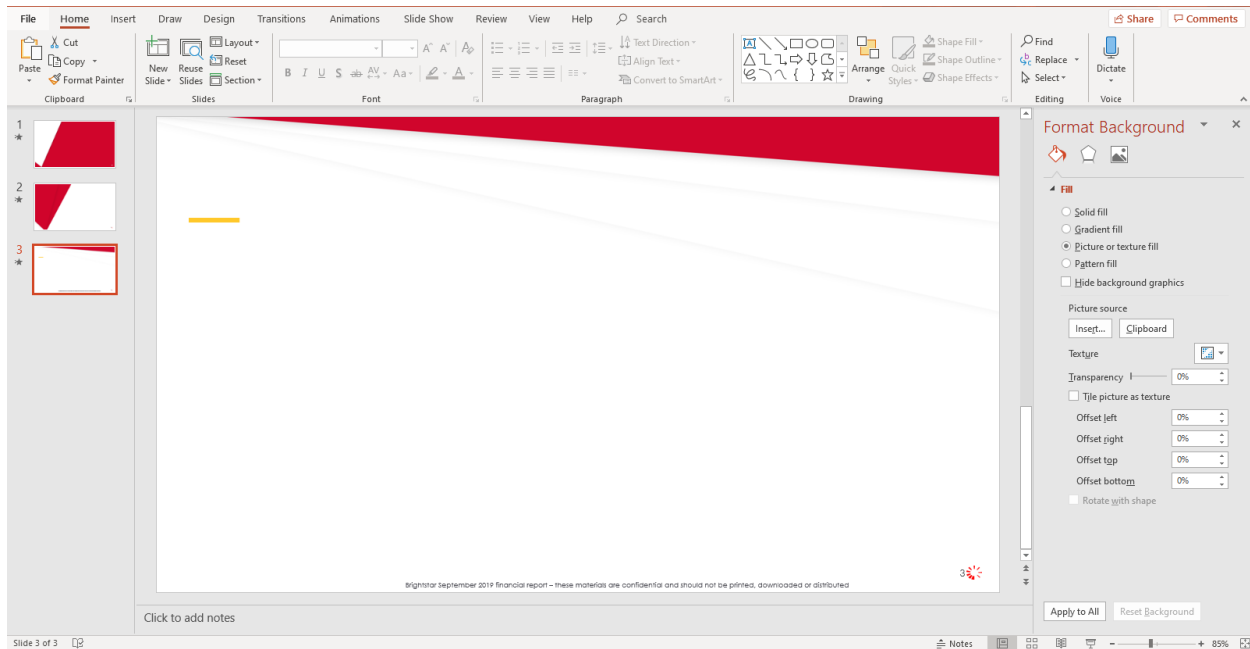 File Home Insert Draw Design Transitions Animations Slide Show Review View Help Search Share Comments
Paste
Cut
Copy
Format Painter
Clipboard
New Slide
Reuse Slides
Layout
Reset
Section
Slides
B I U S ab AV Aa A
Font
Text Direction
Align Text
Convert to SmartArt
Paragraph
Arrange
Quick Styles
Shape Fill
Shape Outline
Shape Effects
Drawing
Find
Replace
Select
Editing
Dictate
Voice
1
2
3
Brightstar September 2019 financial report – these materials are confidential and should not be printed, downloaded or distributed
3
Click to add notes
Format Background
Fill
Solid fill
Gradient fill
Picture or texture fill
Pattern fill
Hide background graphics
Picture source
Insert... Clipboard
Texture
Transparency 0%
Tile picture as texture
Offset left 0%
Offset right 0%
Offset top 0%
Offset bottom 0%
Rotate with shape
Apply to All Reset Background
Slide 3 of 3 Notes 85%